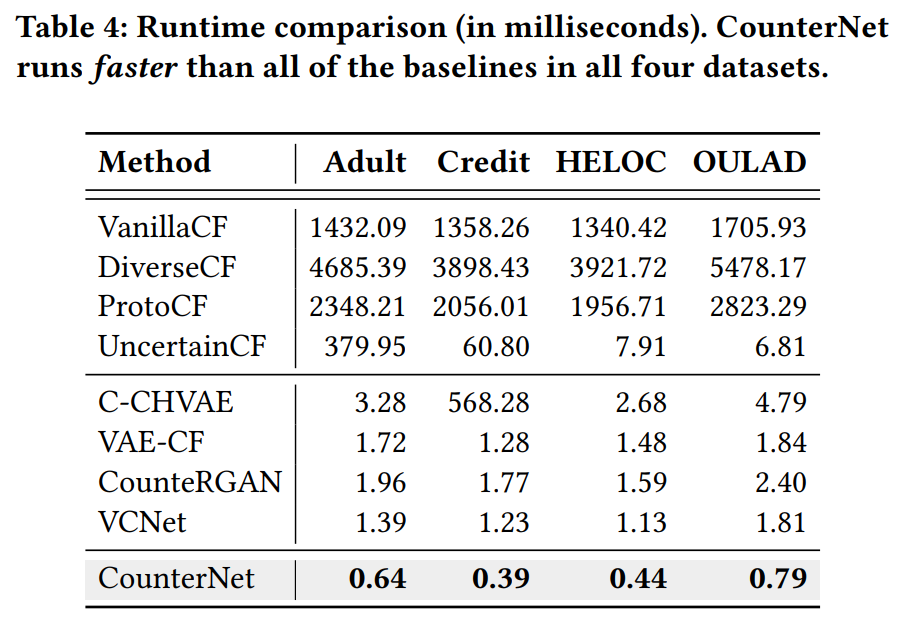 Table 4: Runtime comparison (in milliseconds). CounterNet
runs faster than all of the baselines in all four datasets.
Method Adult Credit HELOC OULAD
VanillaCF 1432.09 1358.26 1340.42 1705.93
DiverseCF 4685.39 3898.43 3921.72 5478.17
ProtoCF 2348.21 2056.01 1956.71 2823.29
UncertainCF 379.95 60.80 7.91 6.81
C-CHVAE 3.28 568.28 2.68 4.79
VAE-CF 1.72 1.28 1.48 1.84
CounteRGAN 1.96 1.77 1.59 2.40
VCNet 1.39 1.23 1.13 1.81
CounterNet 0.64 0.39 0.44 0.79